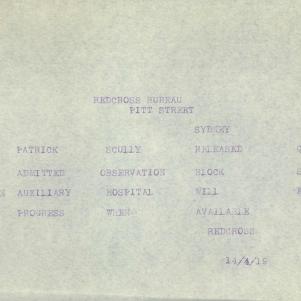 REDCROSS BUREAU
PITT STREET
SYDNEY
PATRICK SCULLY RELEASED
ADMITTED OBSERVATION BLOCK
AUXILIARY HOSPITAL WILL
PROGRESS WHEN AVAILABLE
REDCROSS
14/4/19